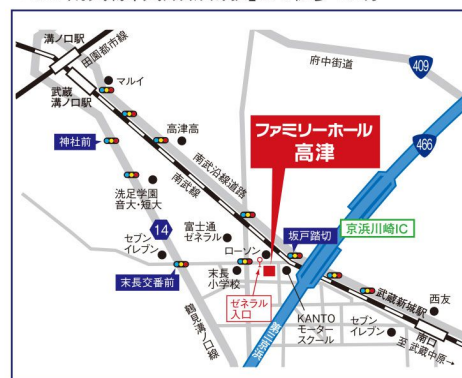 溝ノ口駅
田園都市線
マルイ
武蔵
溝ノ口駅
府中街道
409
高津高
神社前
南武沿線道路
南武線
ファミリーホール
高津
466
洗足学園
音大・短大
14
富士通
ゼネラル
京浜川崎IC
セブン
イレブン
ローソン
坂戸踏切
末長交番前
末長
小学校
ゼネラル
入口
KANTO
モーター
スクール
武蔵新城駅
西友
セブン
イレブン
南口
至 武蔵中原→
鶴見溝ノ口線
第三京浜